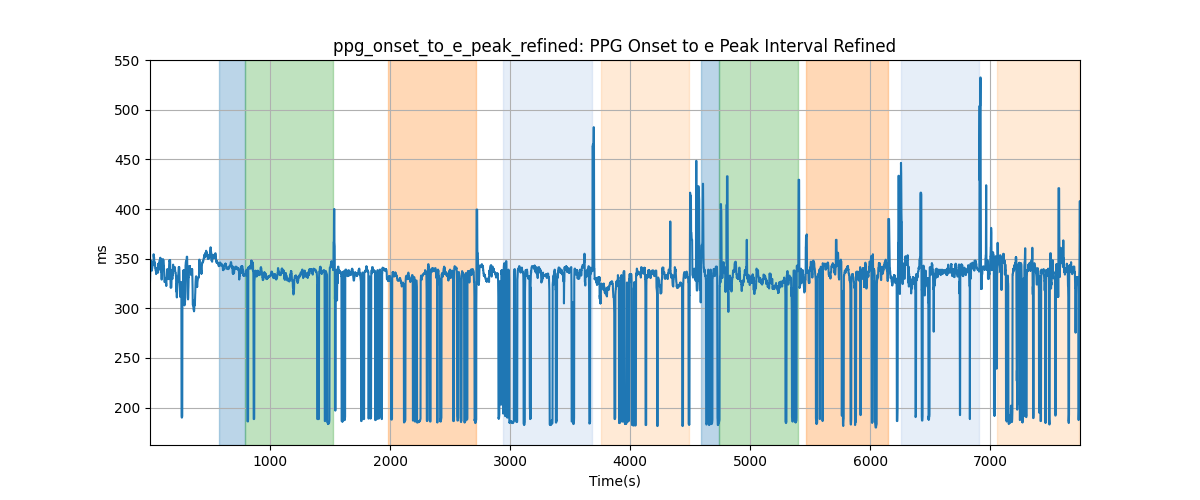 ppg_onset_to_e_peak_refined: PPG Onset to e Peak Interval Refined
550
500
450
400
350
300
250
200
ms
1000 2000 3000 4000 5000 6000 7000
Time(s)